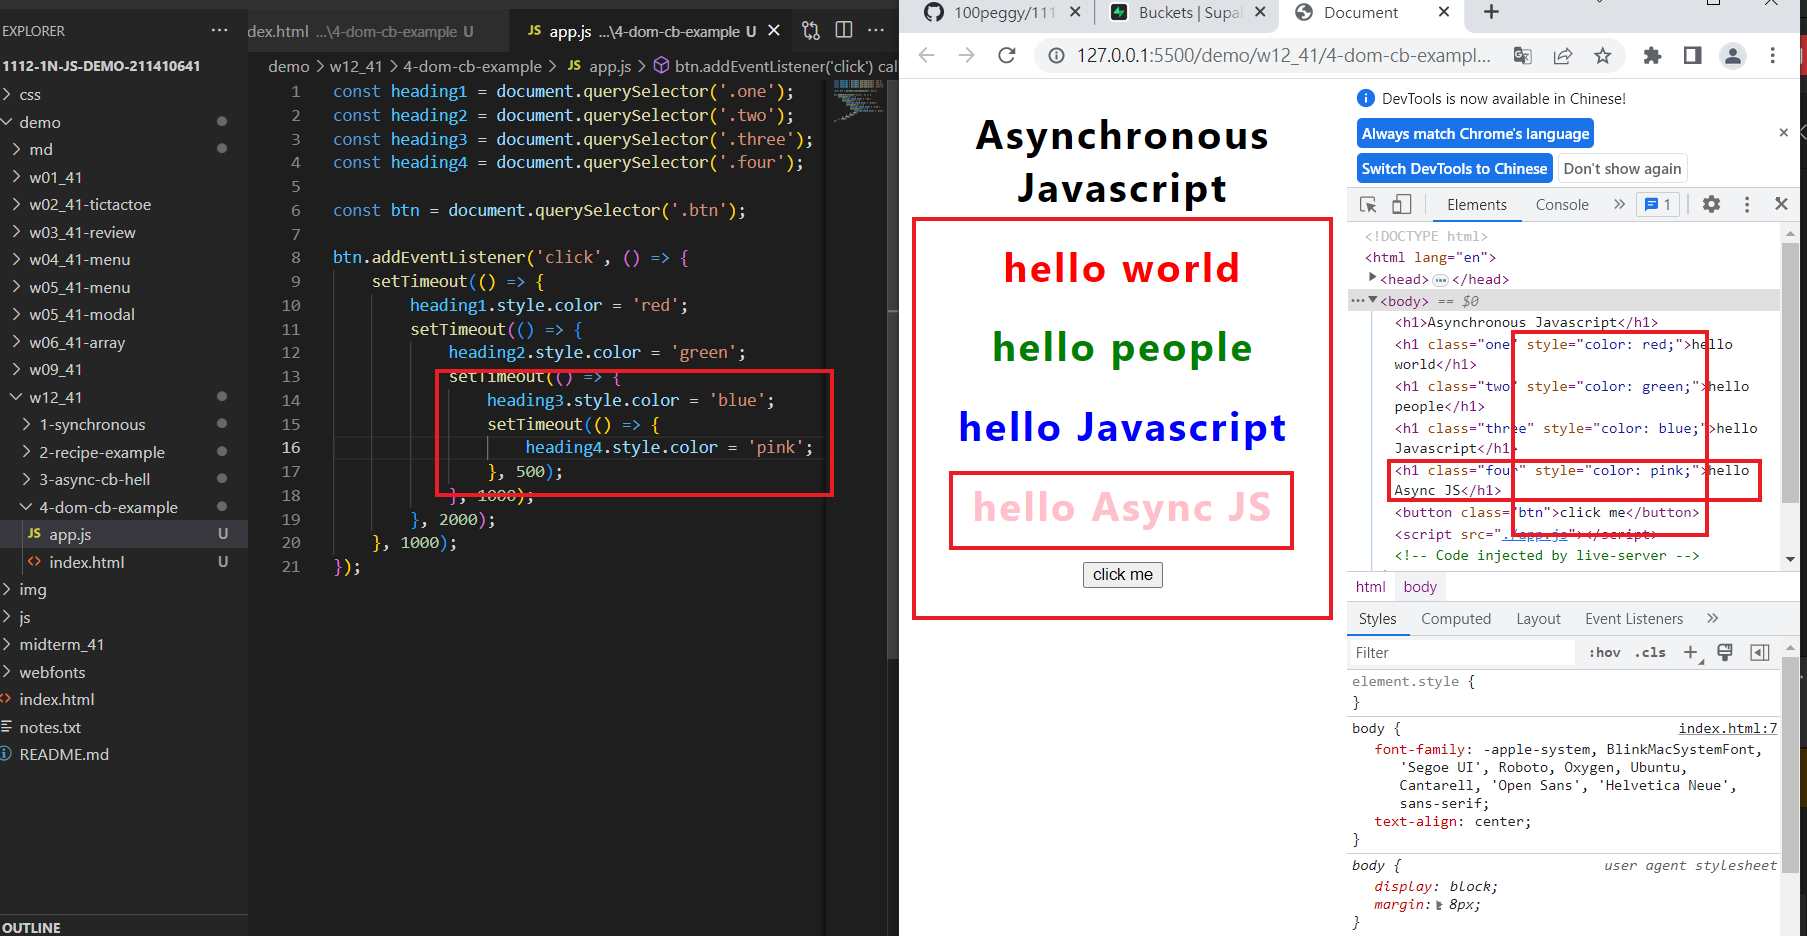 EXPLORER
1112-1N-JS-DEMO-211410641
css
demo
md
w01_41
w02_41-tictactoe
w03_41-review
w04_41-menu
w05_41-menu
w05_41-modal
w06_41-array
w09_41
w12_41
1-synchronous
2-recipe-example
3-async-cb-hell
4-dom-cb-example
JS app.js U
index.html U
img
js
midterm_41
webfonts
index.html
notes.txt
README.md
OUTLINE
dex.html ...\4-dom-cb-example U
JS app.js ...\4-dom-cb-example U
demo > w12_41 > 4-dom-cb-example > JS app.js > btn.addEventListener('click') cal
1 const heading1 = document.querySelector('.one');
2 const heading2 = document.querySelector('.two');
3 const heading3 = document.querySelector('.three');
4 const heading4 = document.querySelector('.four');
5
6 const btn = document.querySelector('.btn');
7
8 btn.addEventListener('click', () => {
9 setTimeout(() => {
10 heading1.style.color = 'red';
11 setTimeout(() => {
12 heading2.style.color = 'green';
13 setTimeout(() => {
14 heading3.style.color = 'blue';
15 setTimeout(() => {
16 heading4.style.color = 'pink';
17 }, 500);
18 }, 1000);
19 }, 2000);
20 }, 1000);
21 });
100peggy/111
Buckets | Supa
Document
127.0.0.1:5500/demo/w12_41/4-dom-cb-exampl...
Asynchronous
Javascript
hello world
hello people
hello Javascript
hello Async JS
click me
DevTools is now available in Chinese!
Always match Chrome's language
Switch DevTools to Chinese
Don't show again
Elements Console » 1
<!DOCTYPE html>
<html lang="en">
<head> ... </head>
... <body> == $0
<h1>Asynchronous Javascript</h1>
<h1 class="one" style="color: red;">hello
world</h1>
<h1 class="two" style="color: green;">hello
people</h1>
<h1 class="three" style="color: blue;">hello
Javascript</h1>
<h1 class="four" style="color: pink;">hello
Async JS</h1>
<button class="btn">click me</button>
<script src="./app.js"></script>
<!-- Code injected by live-server -->
html body
Styles Computed Layout Event Listeners »
Filter :hov .cls +
element.style {
}
body { index.html:7
font-family: -apple-system, BlinkMacSystemFont,
'Segoe UI', Roboto, Oxygen, Ubuntu,
Cantarell, 'Open Sans', 'Helvetica Neue',
sans-serif;
text-align: center;
}
body { user agent stylesheet
display: block;
margin: 8px;
}